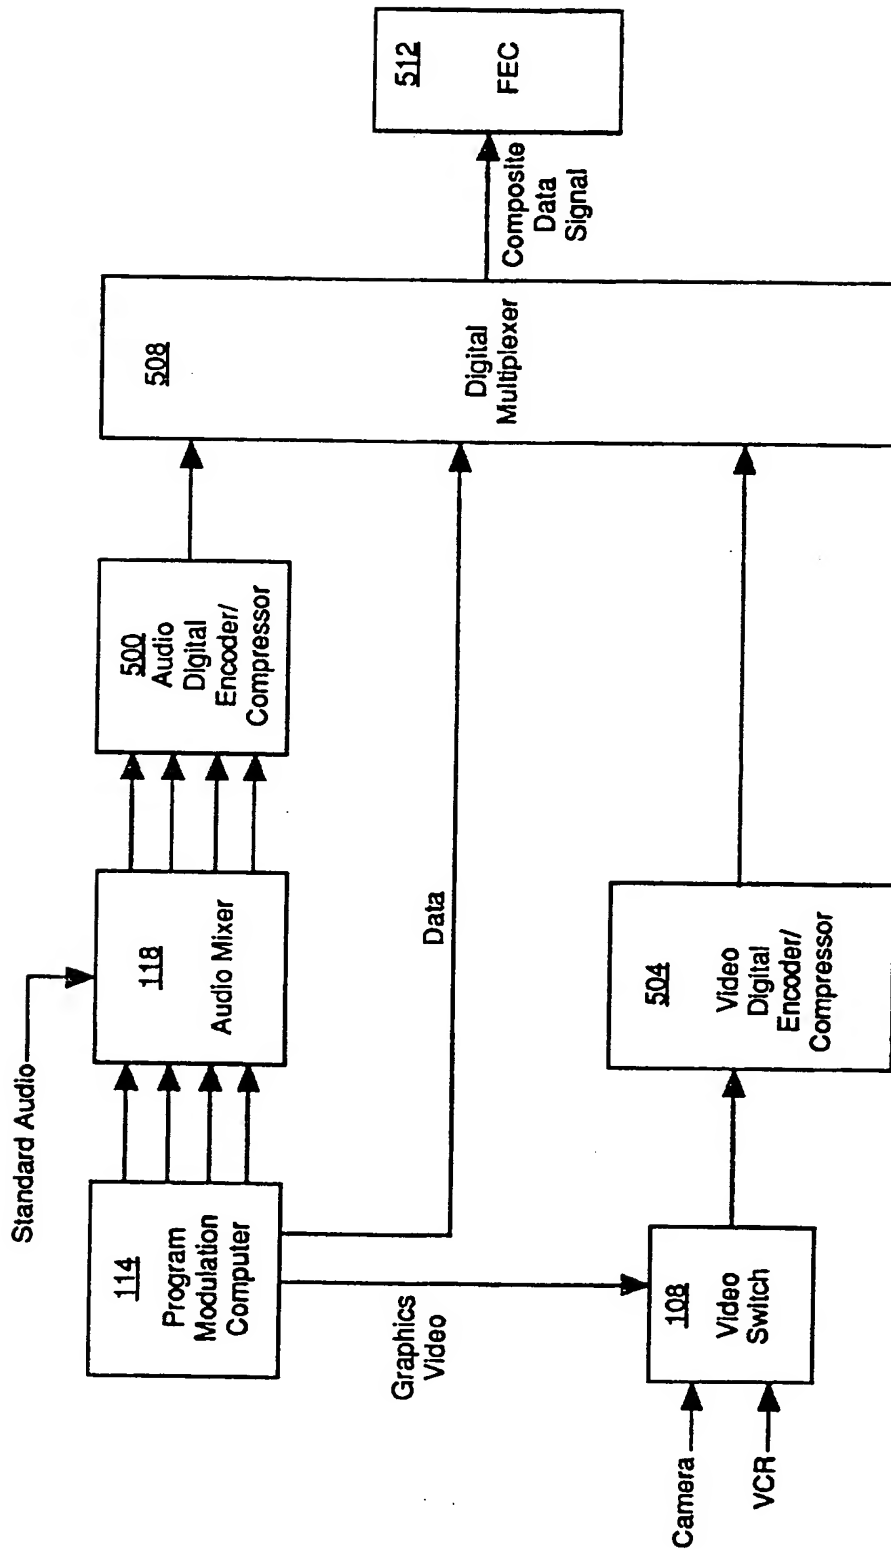 Standard Audio
114
Program
Modulation
Computer
118
Audio Mixer
500
Audio
Digital
Encoder/
Compressor
508
Digital
Multiplexer
Composite
Data
Signal
512
FEC
Data
Graphics
Video
Camera
VCR
108
Video
Switch
504
Video
Digital
Encoder/
Compressor